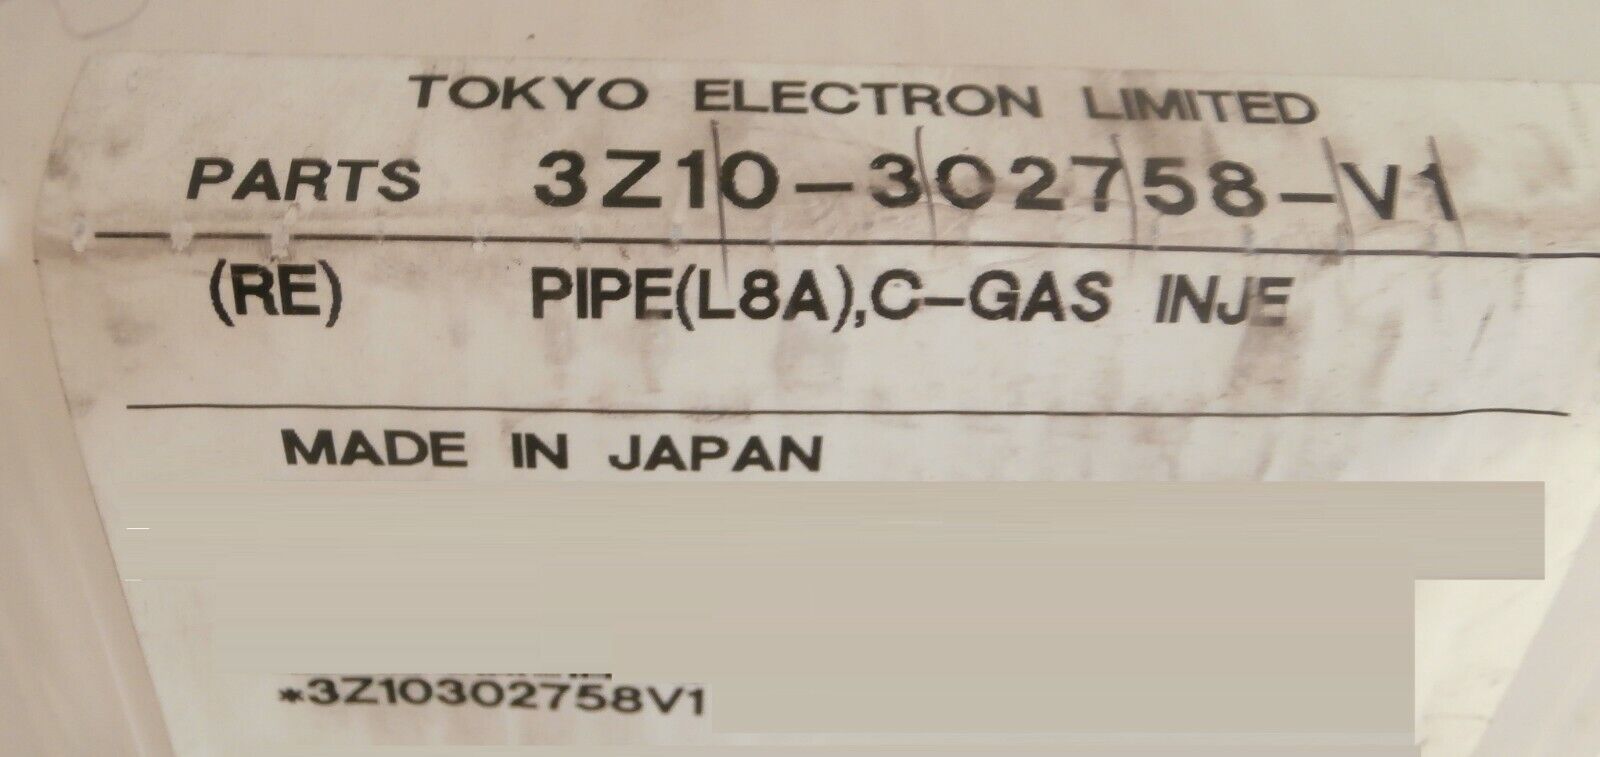 TOKYO ELECTRON LIMITED
PARTS 3Z10-302758-V1
(RE) PIPE(L8A),C-GAS INJE
MADE IN JAPAN
*3Z10302758V1